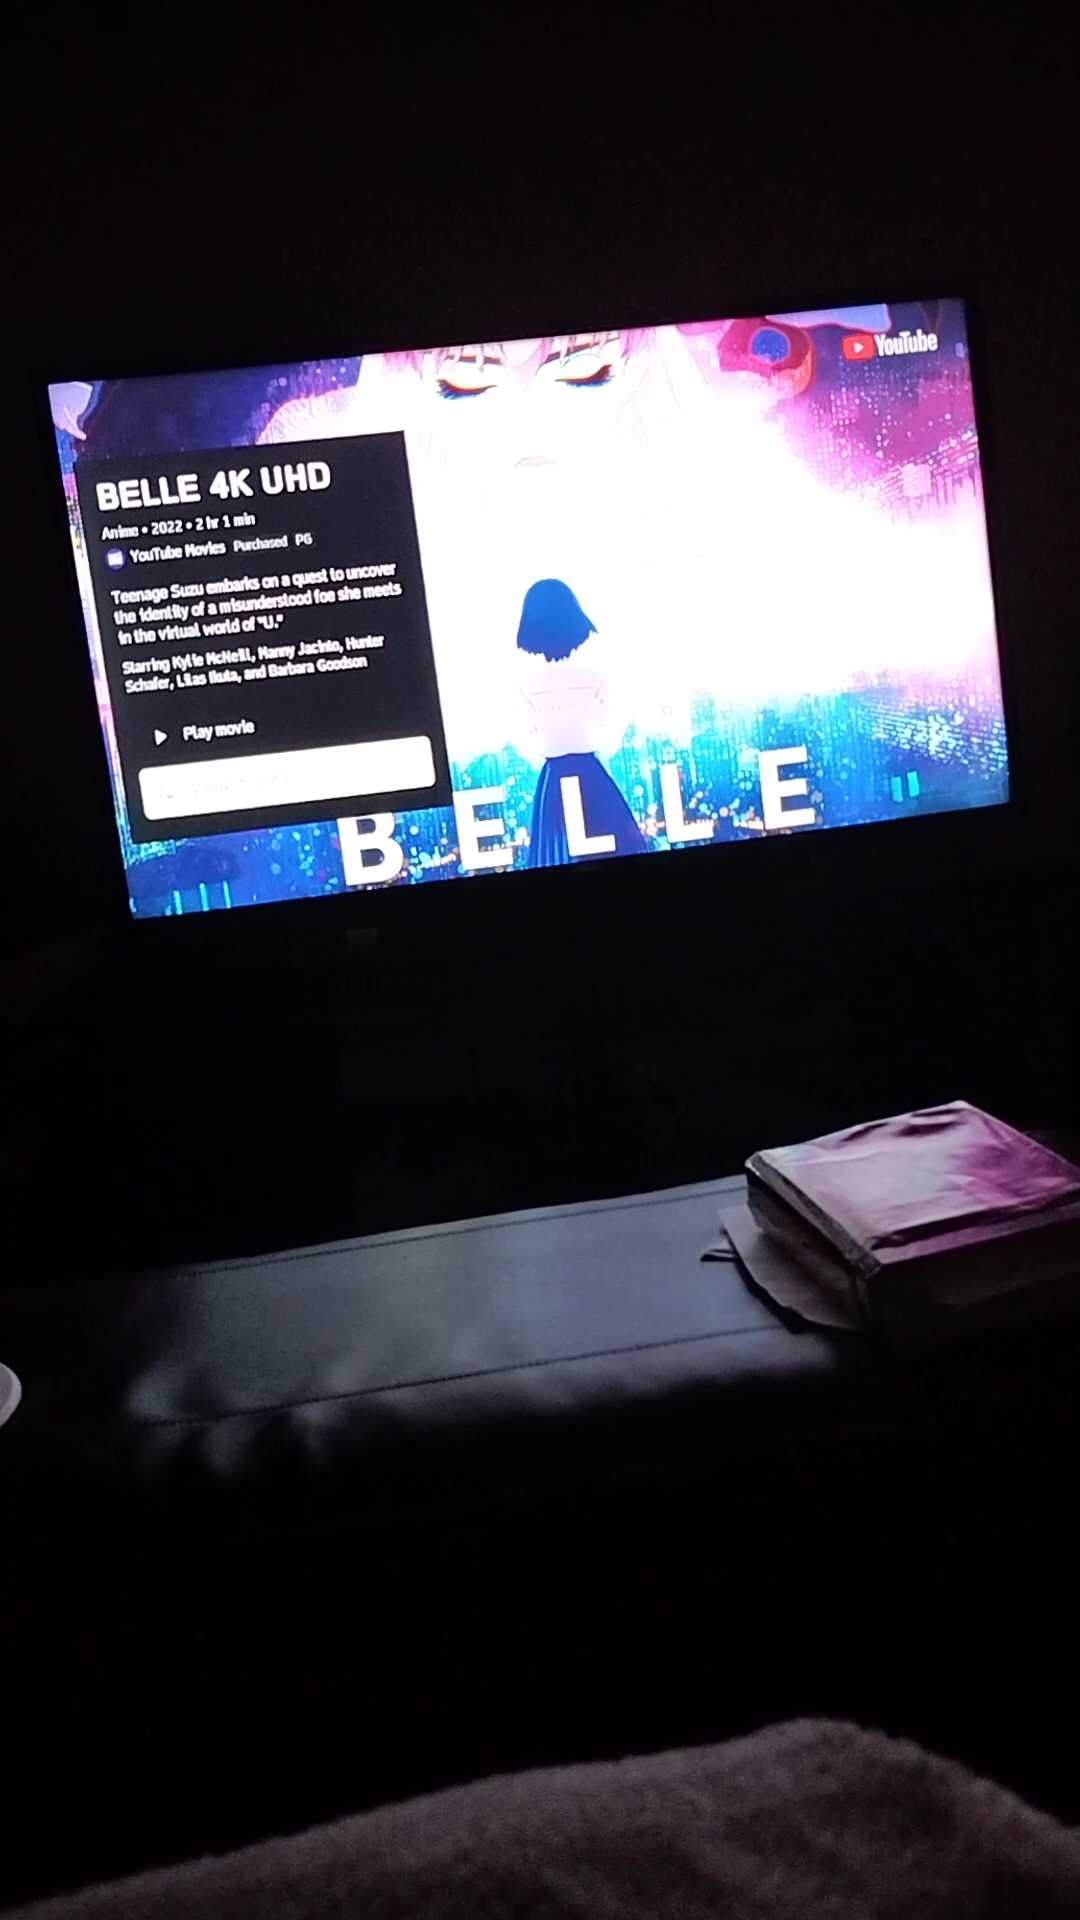 YouTube
BELLE 4K UHD
Anime • 2022 • 2 hr 1 min
YouTube Movies Purchased PG
Teenage Suzu embarks on a quest to uncover
the identity of a misunderstood foe she meets
in the virtual world of "U."
Starring Kylie McNeill, Manny Jacinto, Hunter
Schafer, Lilas Ikuta, and Barbara Goodson
Play movie
BELLE